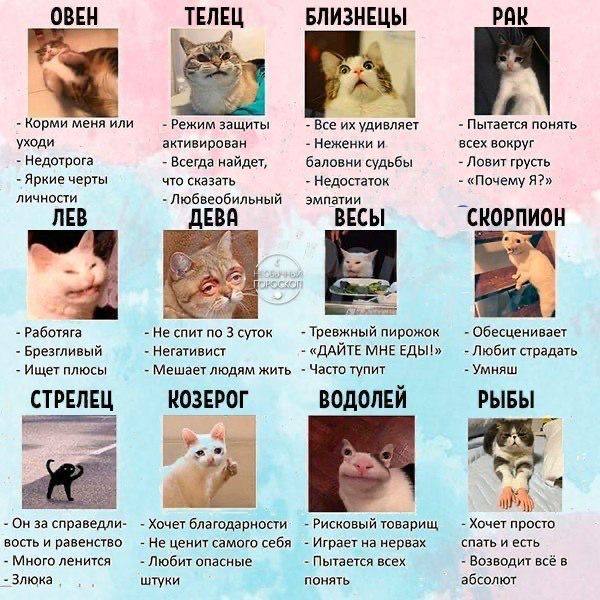 ОВЕН
ТЕЛЕЦ
БЛИЗНЕЦЫ
РАК
- Корми меня или
уходи
- Недотрога
- Яркие черты
личности
- Режим защиты
активирован
- Всегда найдет,
что сказать
- Любвеобильный
- Все их удивляет
- Неженки и
баловни судьбы
- Недостаток
эмпатии
- Пытается понять
всех вокруг
- Ловит грусть
- «Почему Я?»
ЛЕВ
ДЕВА
ВЕСЫ
СКОРПИОН
НЕОБЫЧНЫЙ
ГОРОСКОП
- Работяга
- Брезгливый
- Ищет плюсы
- Не спит по 3 суток
- Негативист
- Мешает людям жить
- Тревжный пирожок
- «ДАЙТЕ МНЕ ЕДЫ!»
- Часто тупит
- Обесценивает
- Любит страдать
- Умняш
СТРЕЛЕЦ
КОЗЕРОГ
ВОДОЛЕЙ
РЫБЫ
- Он за справедли-
вость и равенство
- Много ленится
- Злюка
- Хочет благодарности
- Не ценит самого себя
- Любит опасные
штуки
- Рисковый товарищ
- Играет на нервах
- Пытается всех
понять
- Хочет просто
спать и есть
- Возводит всё в
абсолют